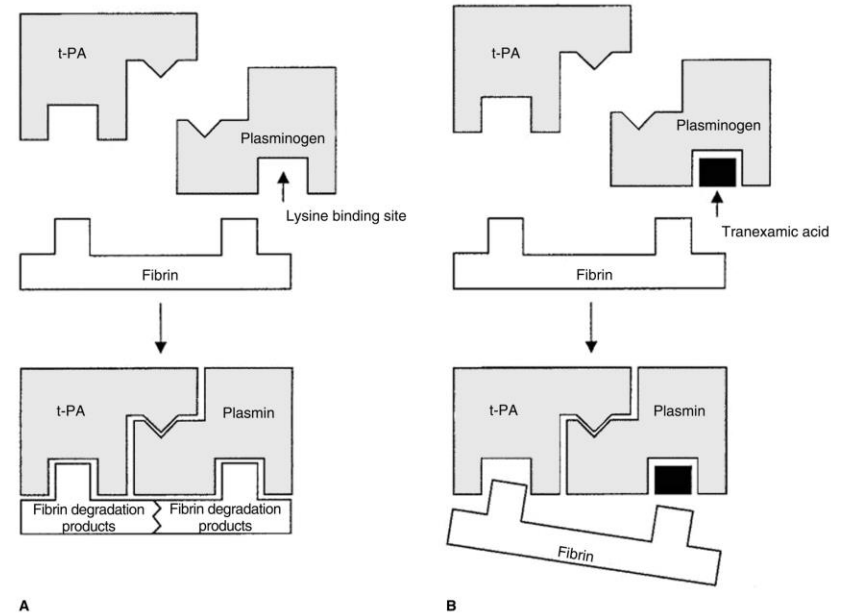 t-PA
Plasminogen
Lysine binding site
Fibrin
t-PA
Plasmin
Fibrin degradation
products
Fibrin degradation
products
A
t-PA
Plasminogen
Tranexamic acid
Fibrin
t-PA
Plasmin
Fibrin
B